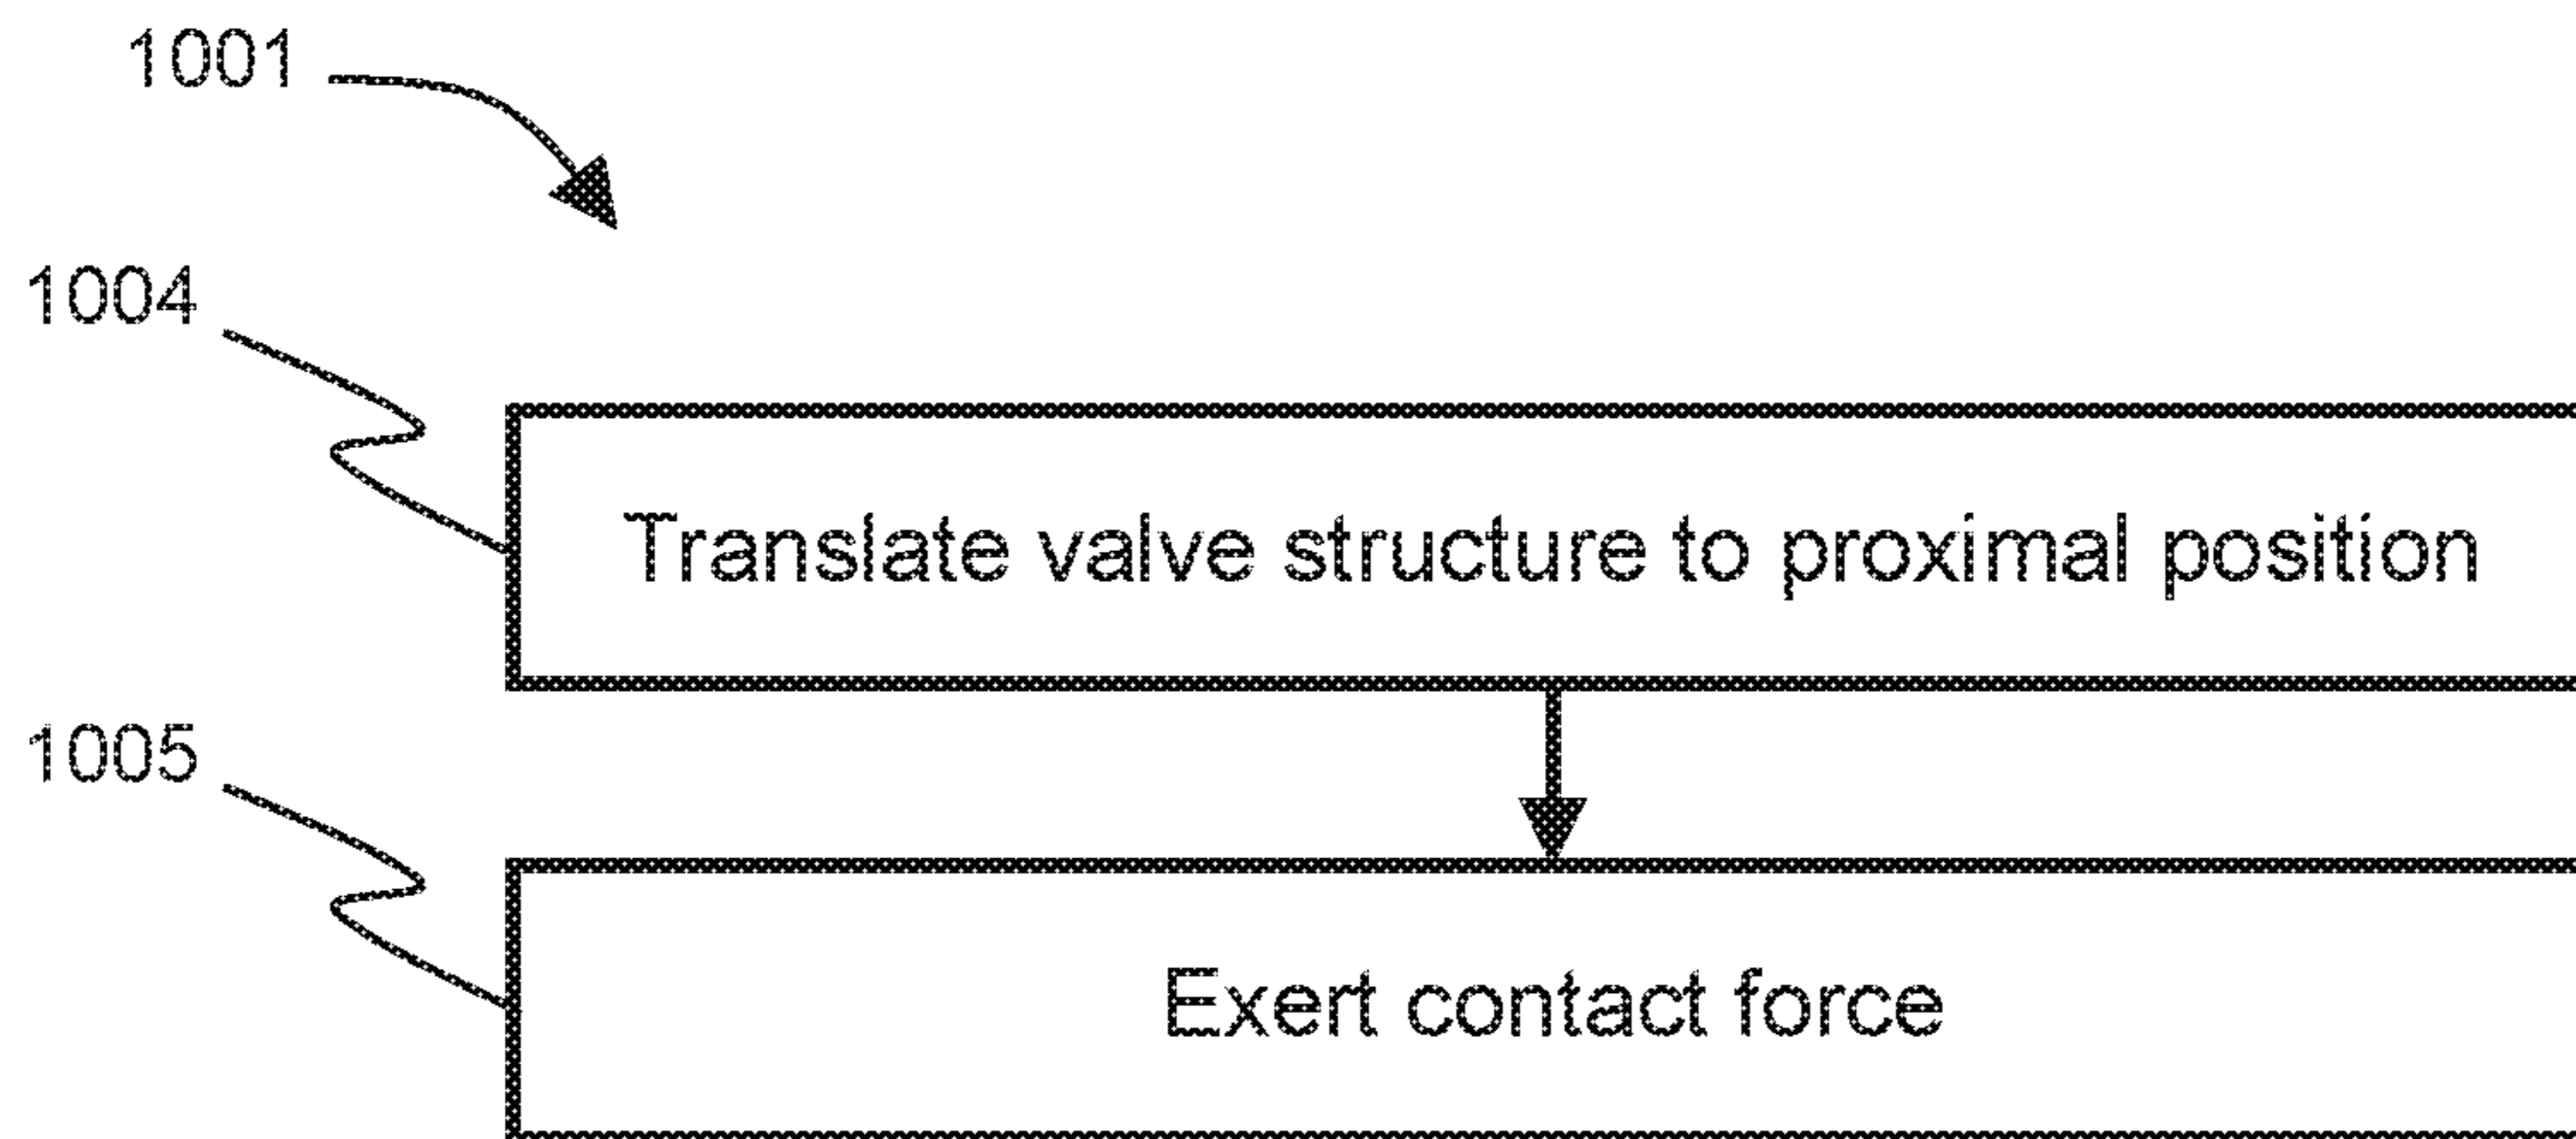 1001
1004
Translate valve structure to proximal position
1005
Exert contact force